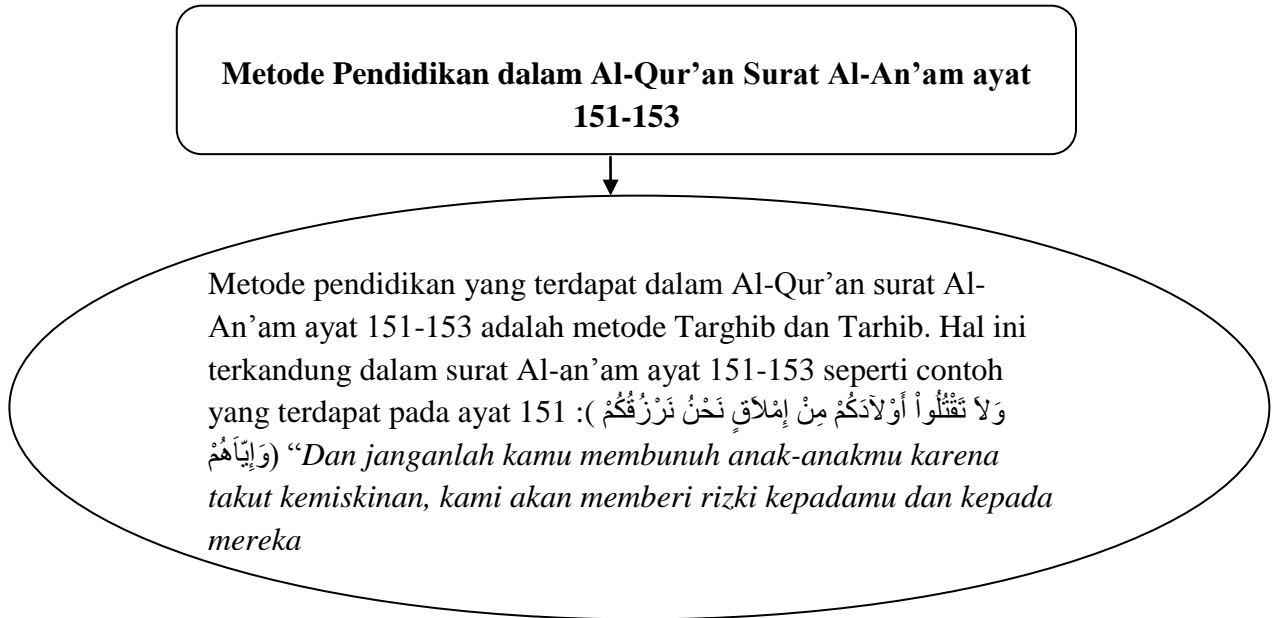 Metode Pendidikan dalam Al-Qur’an Surat Al-An’am ayat
151-153
Metode pendidikan yang terdapat dalam Al-Qur’an surat Al-
An’am ayat 151-153 adalah metode Targhib dan Tarhib. Hal ini
terkandung dalam surat Al-an’am ayat 151-153 seperti contoh
yang terdapat pada ayat 151 :( وَلاَ تَقْتُلُواْ أَوْلاَدَكُمْ مِنْ إِمْلاَقٍ نَحْنُ نَرْزُقُكُمْ
وَإِيَّاهُمْ) “Dan janganlah kamu membunuh anak-anakmu karena
takut kemiskinan, kami akan memberi rizki kepadamu dan kepada
mereka